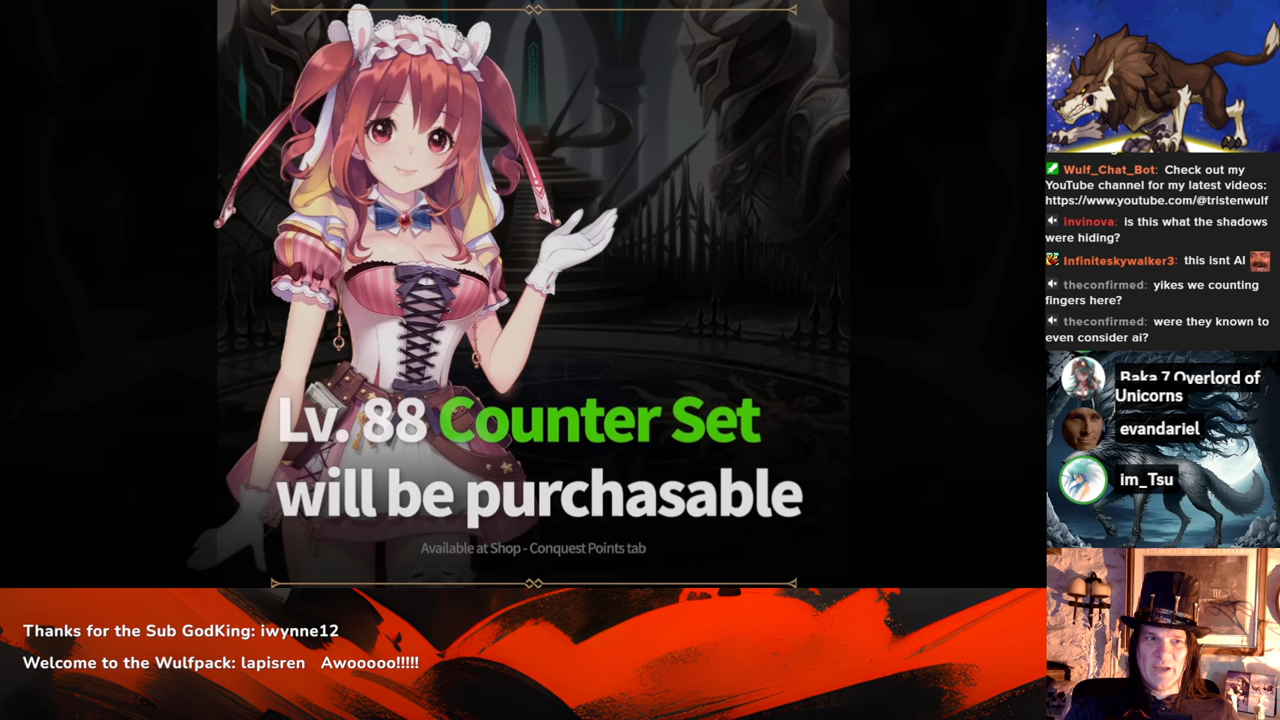 Lv. 88 Counter Set
will be purchasable
Available at Shop - Conquest Points tab
Thanks for the Sub GodKing: iwynne12
Welcome to the Wulfpack: lapisren Awooooo!!!!!
Wulf_Chat_Bot: Check out my
YouTube channel for my latest videos:
https://www.youtube.com/@tristenwulf
invinova: is this what the shadows
were hiding?
Infiniteskywalker3: this isnt AI
theconfirmed: yikes we counting
fingers here?
theconfirmed: were they known to
even consider ai?
Baka 7 Overlord of
Unicorns
evandariel
im_Tsu